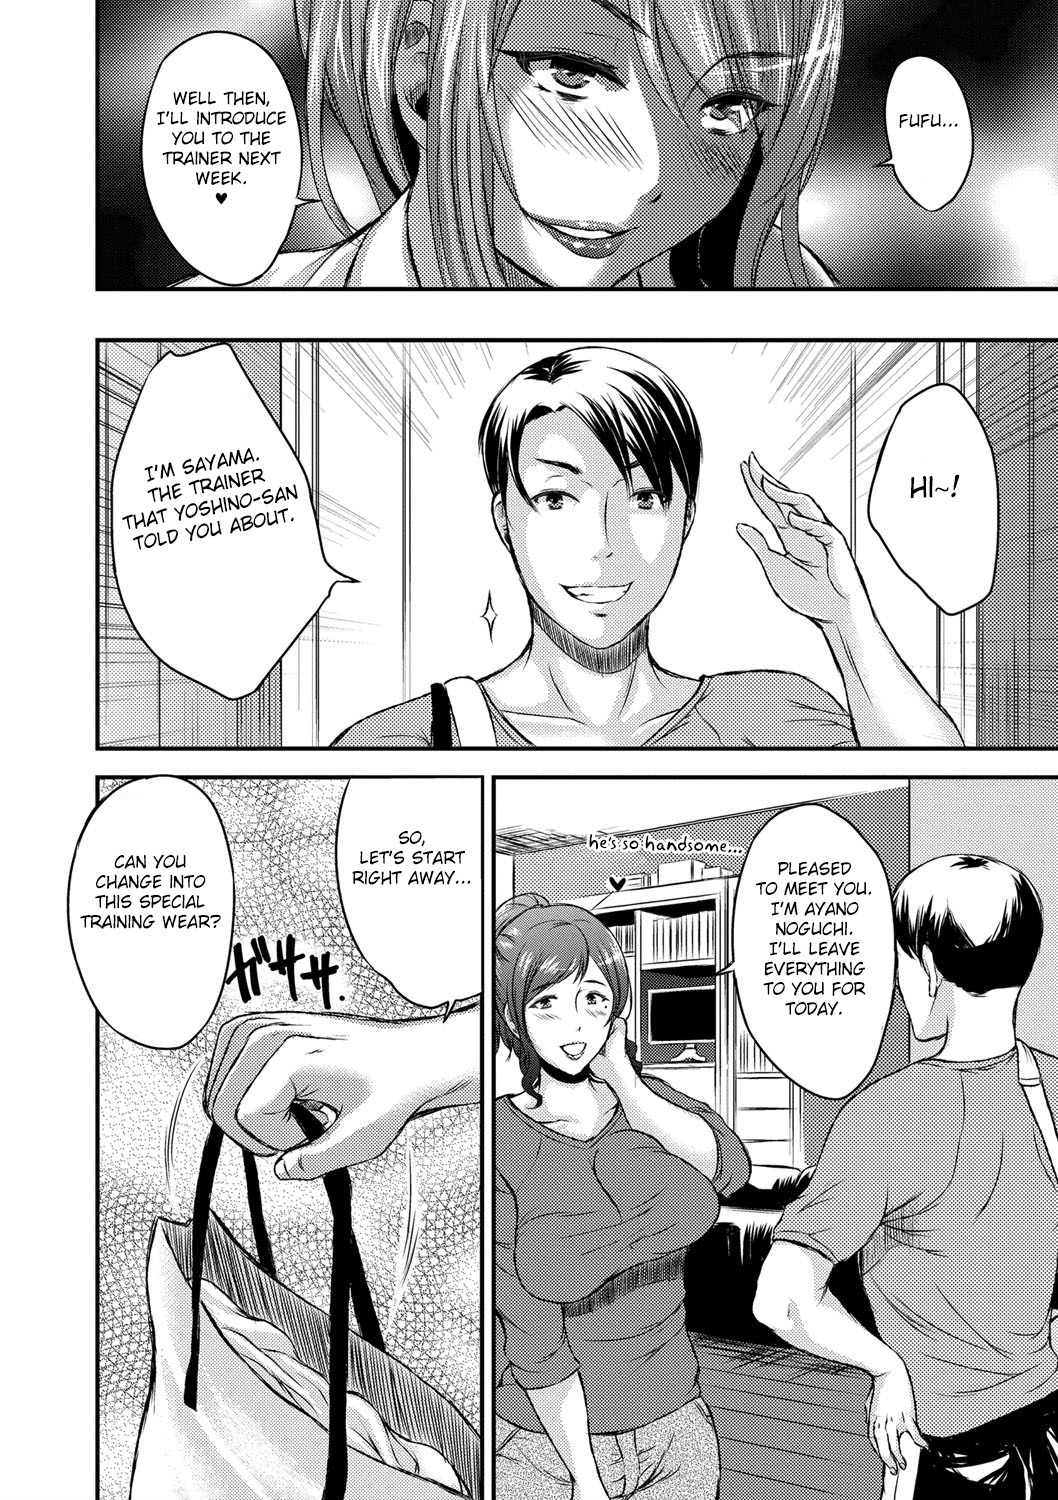 FUFU...
WELL THEN,
I'LL INTRODUCE
YOU TO THE
TRAINER NEXT
WEEK.
♥
HI~!
I'M SAYAMA.
THE TRAINER
THAT YOSHINO-SAN
TOLD YOU ABOUT.
PLEASED
TO MEET YOU.
I'M AYANO
NOGUCHI.
I'LL LEAVE
EVERYTHING
TO YOU FOR
TODAY.
he's so handsome...
♥
SO,
LET'S START
RIGHT AWAY...
CAN YOU
CHANGE INTO
THIS SPECIAL
TRAINING WEAR?
ガサササ.